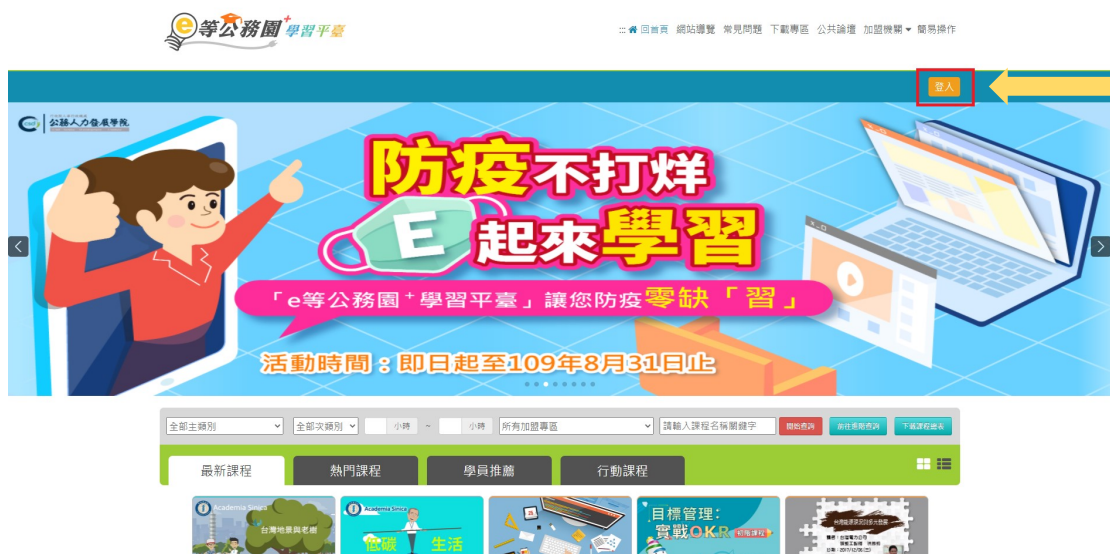 e等公務園+學習平臺
::: 回首頁 網站導覽 常見問題 下載專區 公共論壇 加盟機關 簡易操作
登入
公務人力發展學院
防疫不打烊
E起來學習
「e等公務園+學習平臺」讓您防疫零缺「習」
活動時間：即日起至109年8月31日止
全部主類別 全部次類別 小時 ~ 小時 所有加盟專區 請輸入課程名稱關鍵字 開始查詢 前往進階查詢 下載課程總表
最新課程 熱門課程 學員推薦 行動課程
Academia Sinica
台灣地景與老樹
Academia Sinica
低碳 生活
目標管理：
實戰OKR 初階課程